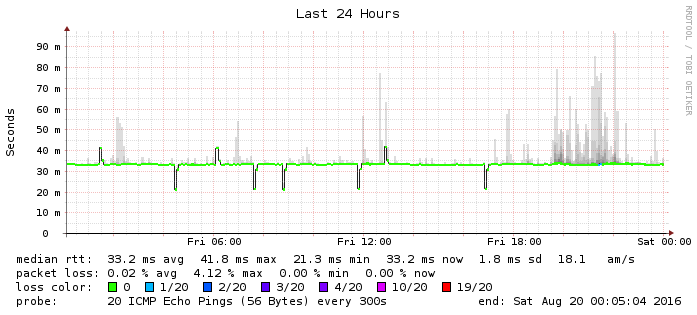 Last 24 Hours
RRDTOOL / TOBI OETIKER
Seconds
90 m
80 m
70 m
60 m
50 m
40 m
30 m
20 m
10 m
0
Fri 06:00 Fri 12:00 Fri 18:00 Sat 00:00
median rtt: 33.2 ms avg 41.8 ms max 21.3 ms min 33.2 ms now 1.8 ms sd 18.1 am/s
packet loss: 0.02 % avg 4.12 % max 0.00 % min 0.00 % now
loss color: 0 1/20 2/20 3/20 4/20 10/20 19/20
probe: 20 ICMP Echo Pings (56 Bytes) every 300s end: Sat Aug 20 00:05:04 2016